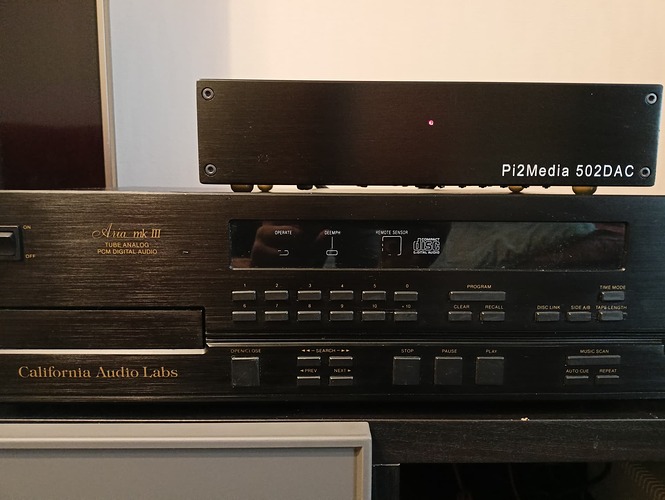 Pi2Media 502DAC
ON
OFF
Aria mk III
TUBE ANALOG
PCM DIGITAL AUDIO
~
OPERATE
DEEMPH
REMOTE SENSOR
COMPACT
disc
DIGITAL AUDIO
1 2 3 4 5 0
6 7 8 9 10 +10
PROGRAM
CLEAR RECALL
TIME MODE
DISC LINK SIDE A/B TAPE LENGTH
California Audio Labs
OPEN/CLOSE
◄◄ SEARCH ►►
◄PREV NEXT►
STOP PAUSE PLAY
MUSIC SCAN
AUTO CUE REPEAT